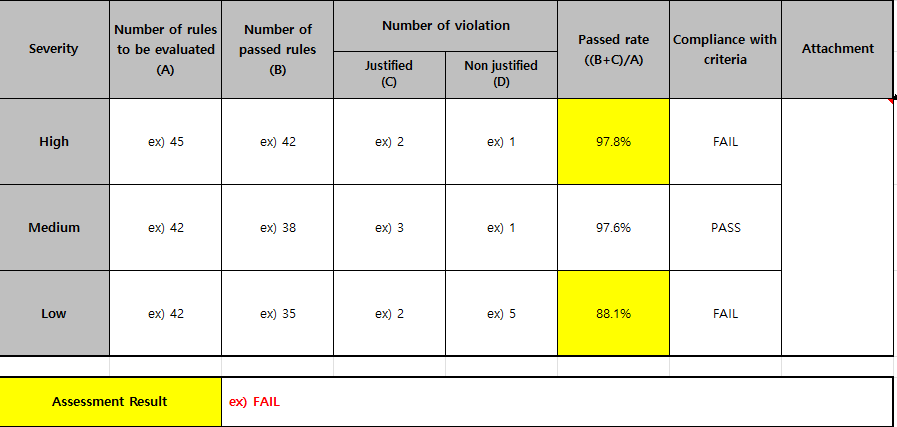 Severity
Number of rules
to be evaluated
(A)
Number of
passed rules
(B)
Number of violation
Justified
(C)
Non justified
(D)
Passed rate
((B+C)/A)
Compliance with
criteria
Attachment
High
ex) 45
ex) 42
ex) 2
ex) 1
97.8%
FAIL
Medium
ex) 42
ex) 38
ex) 3
ex) 1
97.6%
PASS
Low
ex) 42
ex) 35
ex) 2
ex) 5
88.1%
FAIL
Assessment Result
ex) FAIL